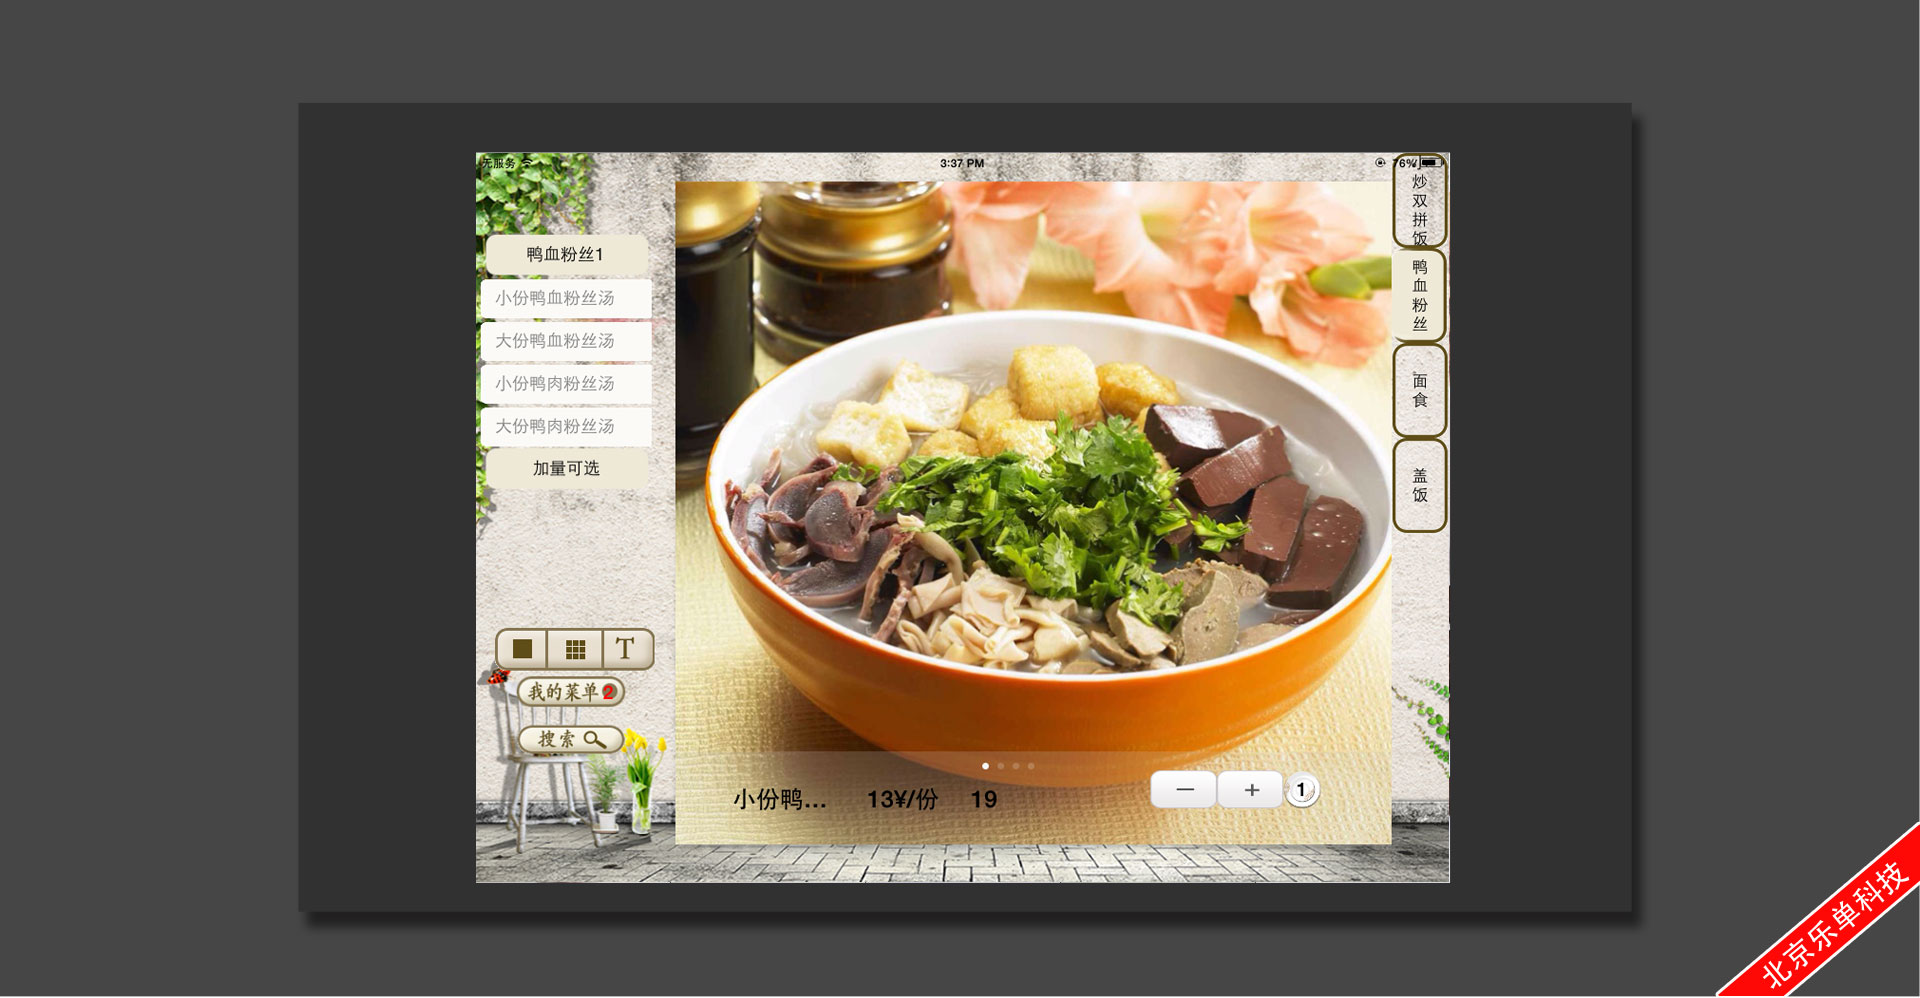 无服务
3:37 PM
76%
鸭血粉丝1
小份鸭血粉丝汤
大份鸭血粉丝汤
小份鸭肉粉丝汤
大份鸭肉粉丝汤
加量可选
T
我的菜单2
搜索
小份鸭... 13¥/份 19
− + 1
炒双拼饭
鸭血粉丝
面食
盖饭
北京乐单科技